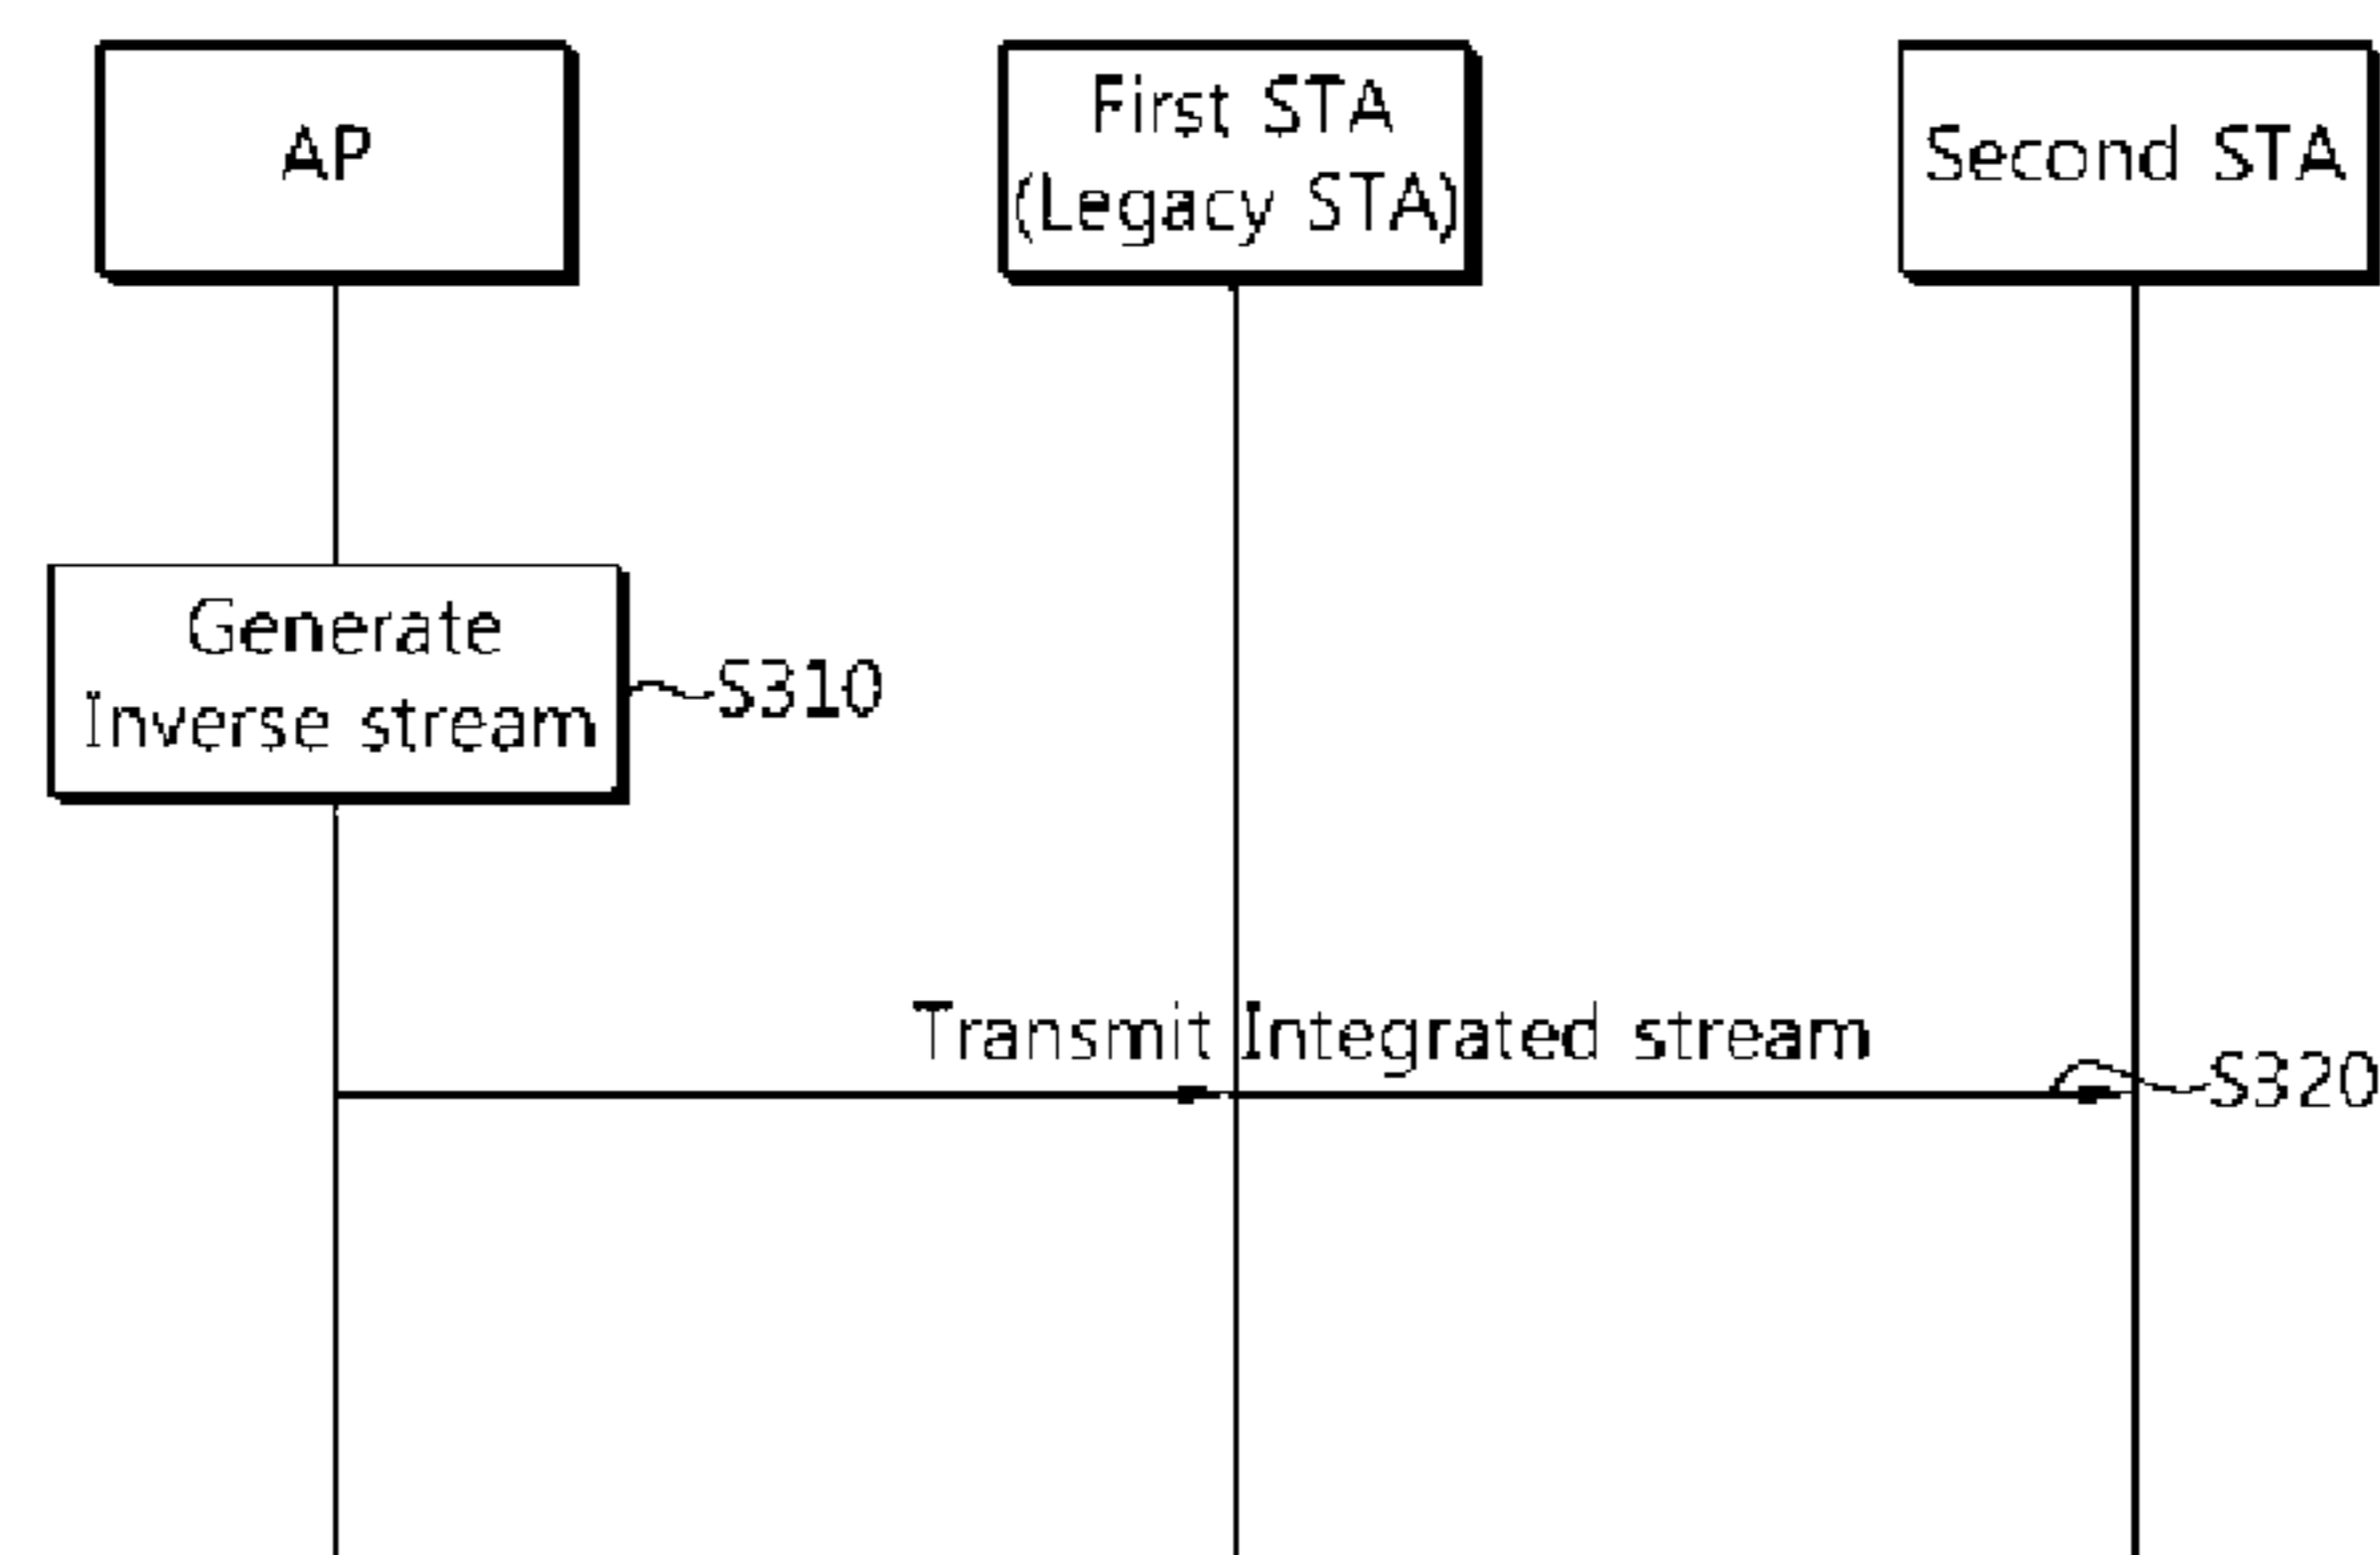 AP
First STA
(Legacy STA)
Second STA
Generate
Inverse stream
S310
Transmit Integrated stream
S320